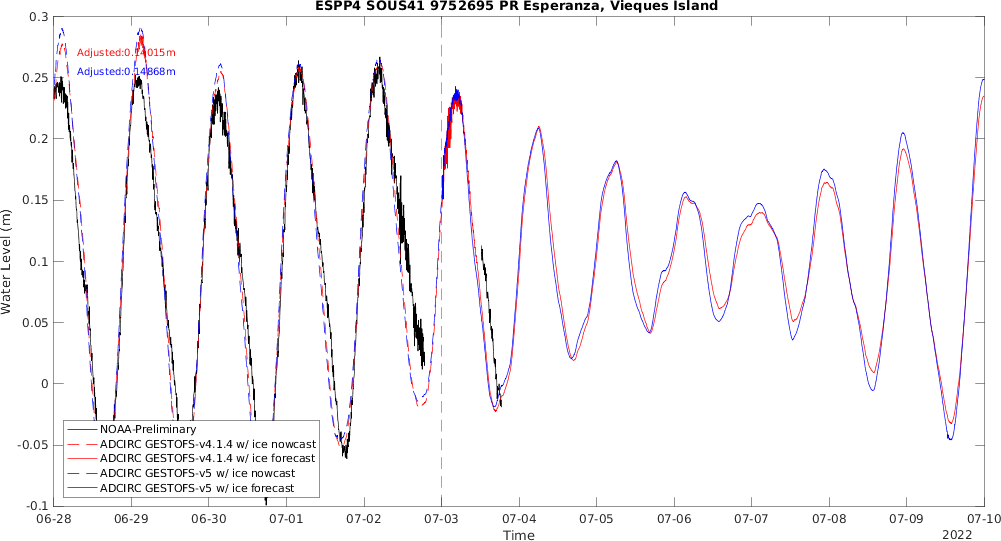 ESPP4 SOUS41 9752695 PR Esperanza, Vieques Island
0.3
0.25
0.2
0.15
0.1
0.05
0
-0.05
-0.1
Water Level (m)
Adjusted:0.14015m
Adjusted:0.14868m
NOAA-Preliminary
ADCIRC GESTOFS-v4.1.4 w/ ice nowcast
ADCIRC GESTOFS-v4.1.4 w/ ice forecast
ADCIRC GESTOFS-v5 w/ ice nowcast
ADCIRC GESTOFS-v5 w/ ice forecast
06-28 06-29 06-30 07-01 07-02 07-03 07-04 07-05 07-06 07-07 07-08 07-09 07-10
Time
2022